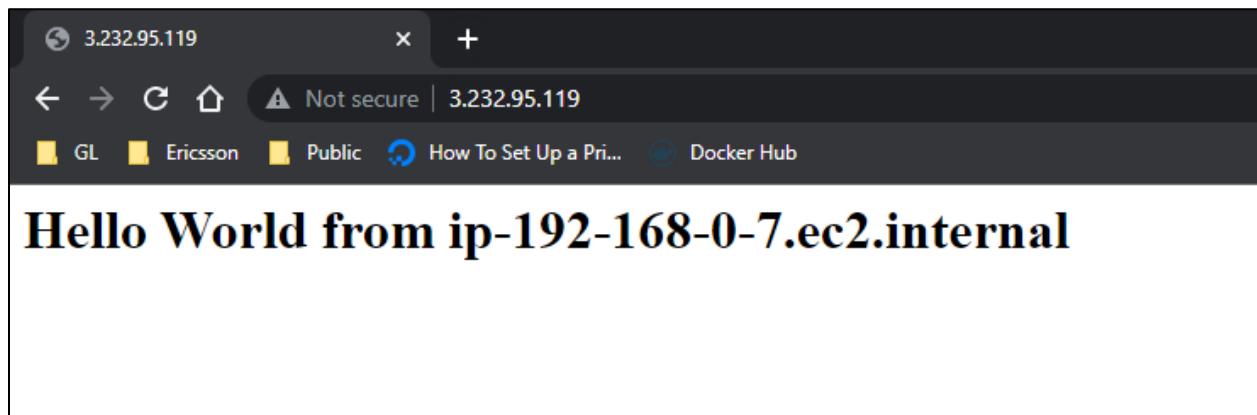 3.232.95.119
Not secure | 3.232.95.119
GL Ericsson Public How To Set Up a Pri... Docker Hub
Hello World from ip-192-168-0-7.ec2.internal